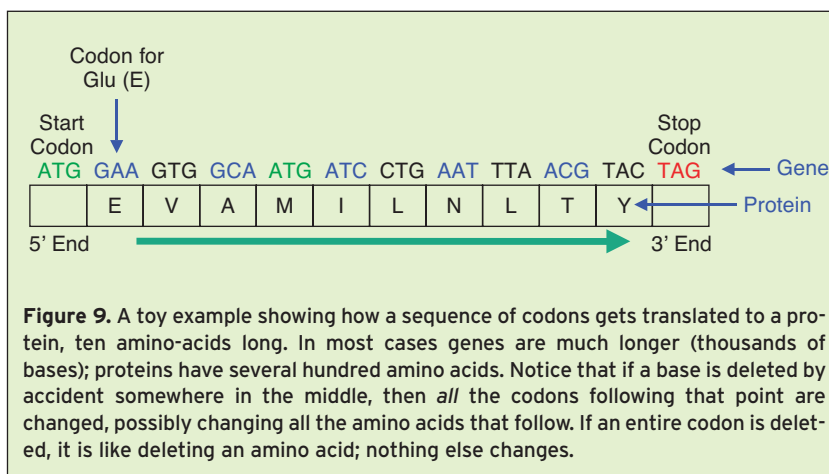 Codon for
Glu (E)
Start
Codon
Stop
Codon
ATG GAA GTG GCA ATG ATC CTG AAT TTA ACG TAC TAG Gene
E V A M I L N L T Y Protein
5' End 3' End
Figure 9. A toy example showing how a sequence of codons gets translated to a pro-
tein, ten amino-acids long. In most cases genes are much longer (thousands of
bases); proteins have several hundred amino acids. Notice that if a base is deleted by
accident somewhere in the middle, then all the codons following that point are
changed, possibly changing all the amino acids that follow. If an entire codon is delet-
ed, it is like deleting an amino acid; nothing else changes.